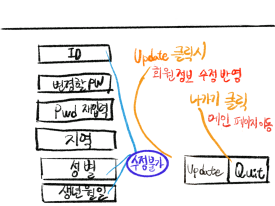 ID
변경할 PW
Pwd 재입력
지역
성별
생년월일
수정불가
Update 클릭시
회원정보 수정 반영
나가기 클릭
메인 페이지 이동
Update
Quit